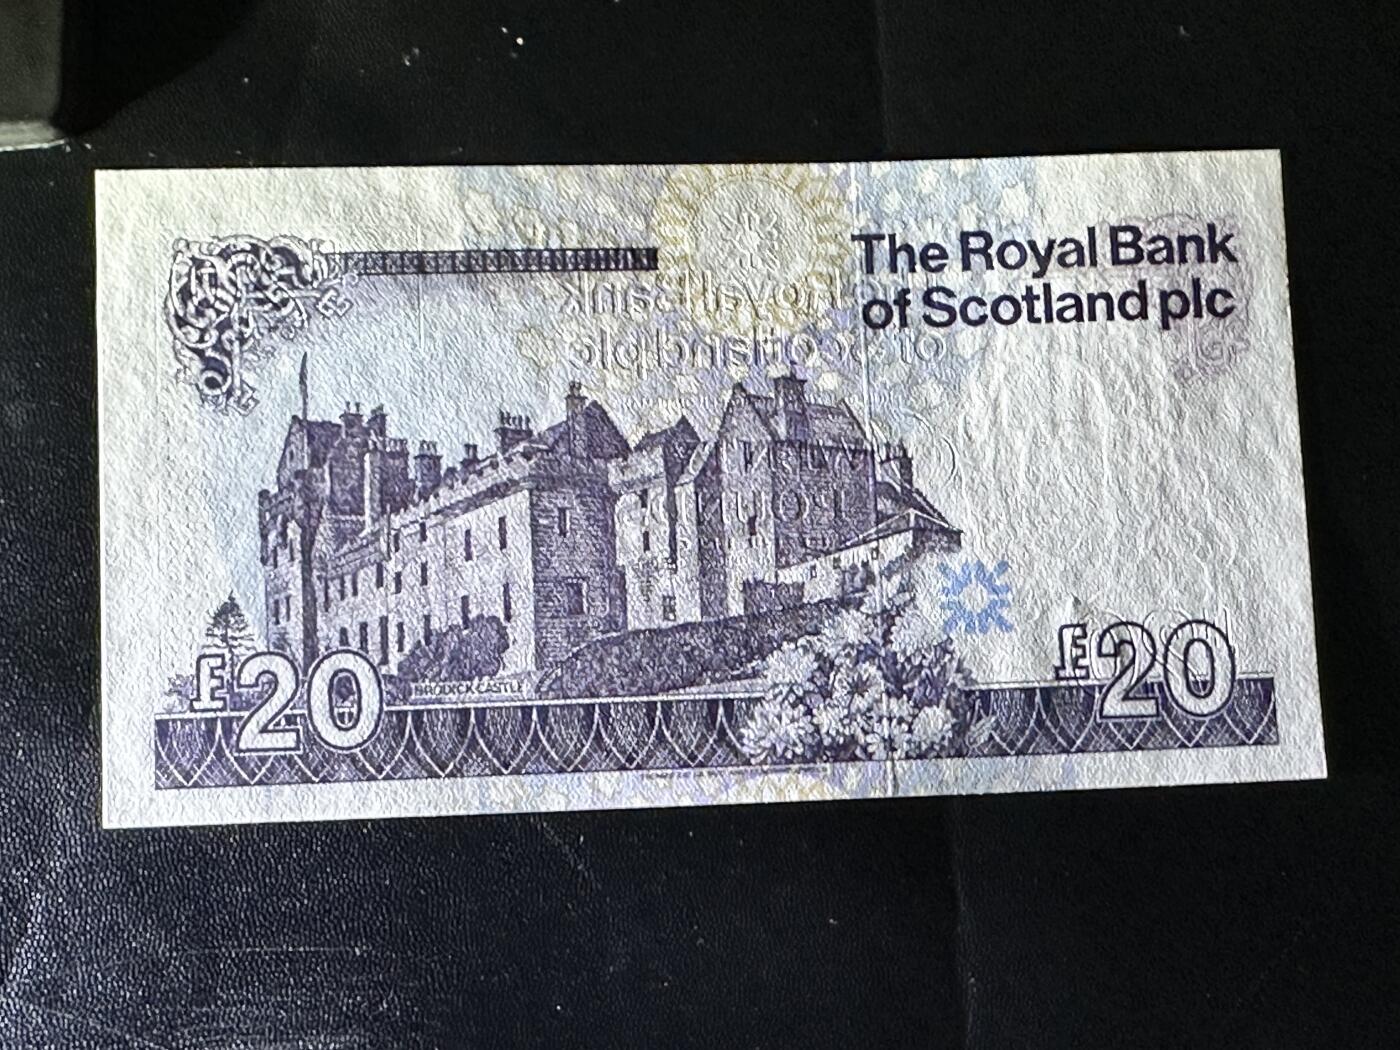 The Royal Bank
of Scotland plc
£20
BRODICK CASTLE
£20